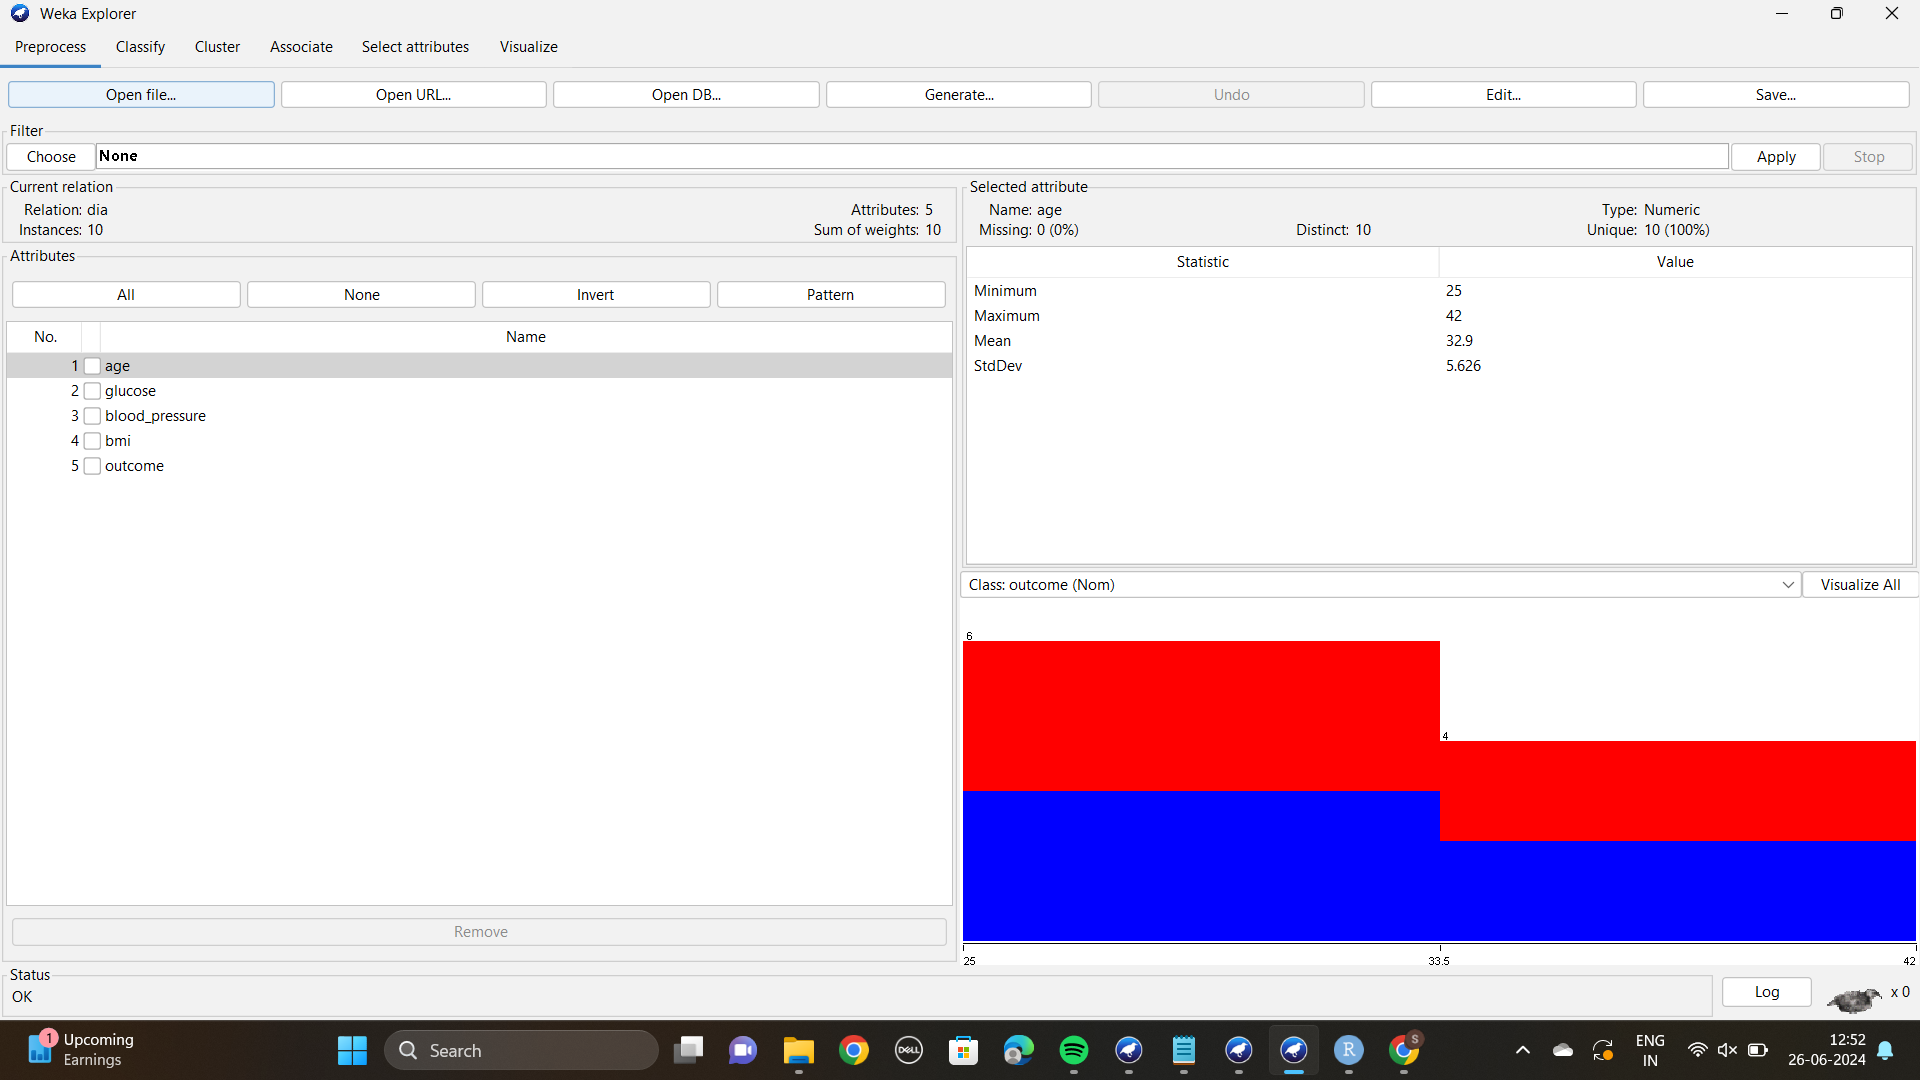 Weka Explorer
Preprocess Classify Cluster Associate Select attributes Visualize
Open file... Open URL... Open DB... Generate... Undo Edit... Save...
Filter
Choose None Apply Stop
Current relation
Relation: dia Attributes: 5
Instances: 10 Sum of weights: 10
Attributes
All None Invert Pattern
No. Name
1 age
2 glucose
3 blood_pressure
4 bmi
5 outcome
Remove
Selected attribute
Name: age Type: Numeric
Missing: 0 (0%) Distinct: 10 Unique: 10 (100%)
Statistic Value
Minimum 25
Maximum 42
Mean 32.9
StdDev 5.626
Class: outcome (Nom) Visualize All
6
4
25 33.5 42
Status
OK
Log x 0
1 Upcoming
Earnings
Search
DELL
R
S
ENG
IN
12:52
26-06-2024